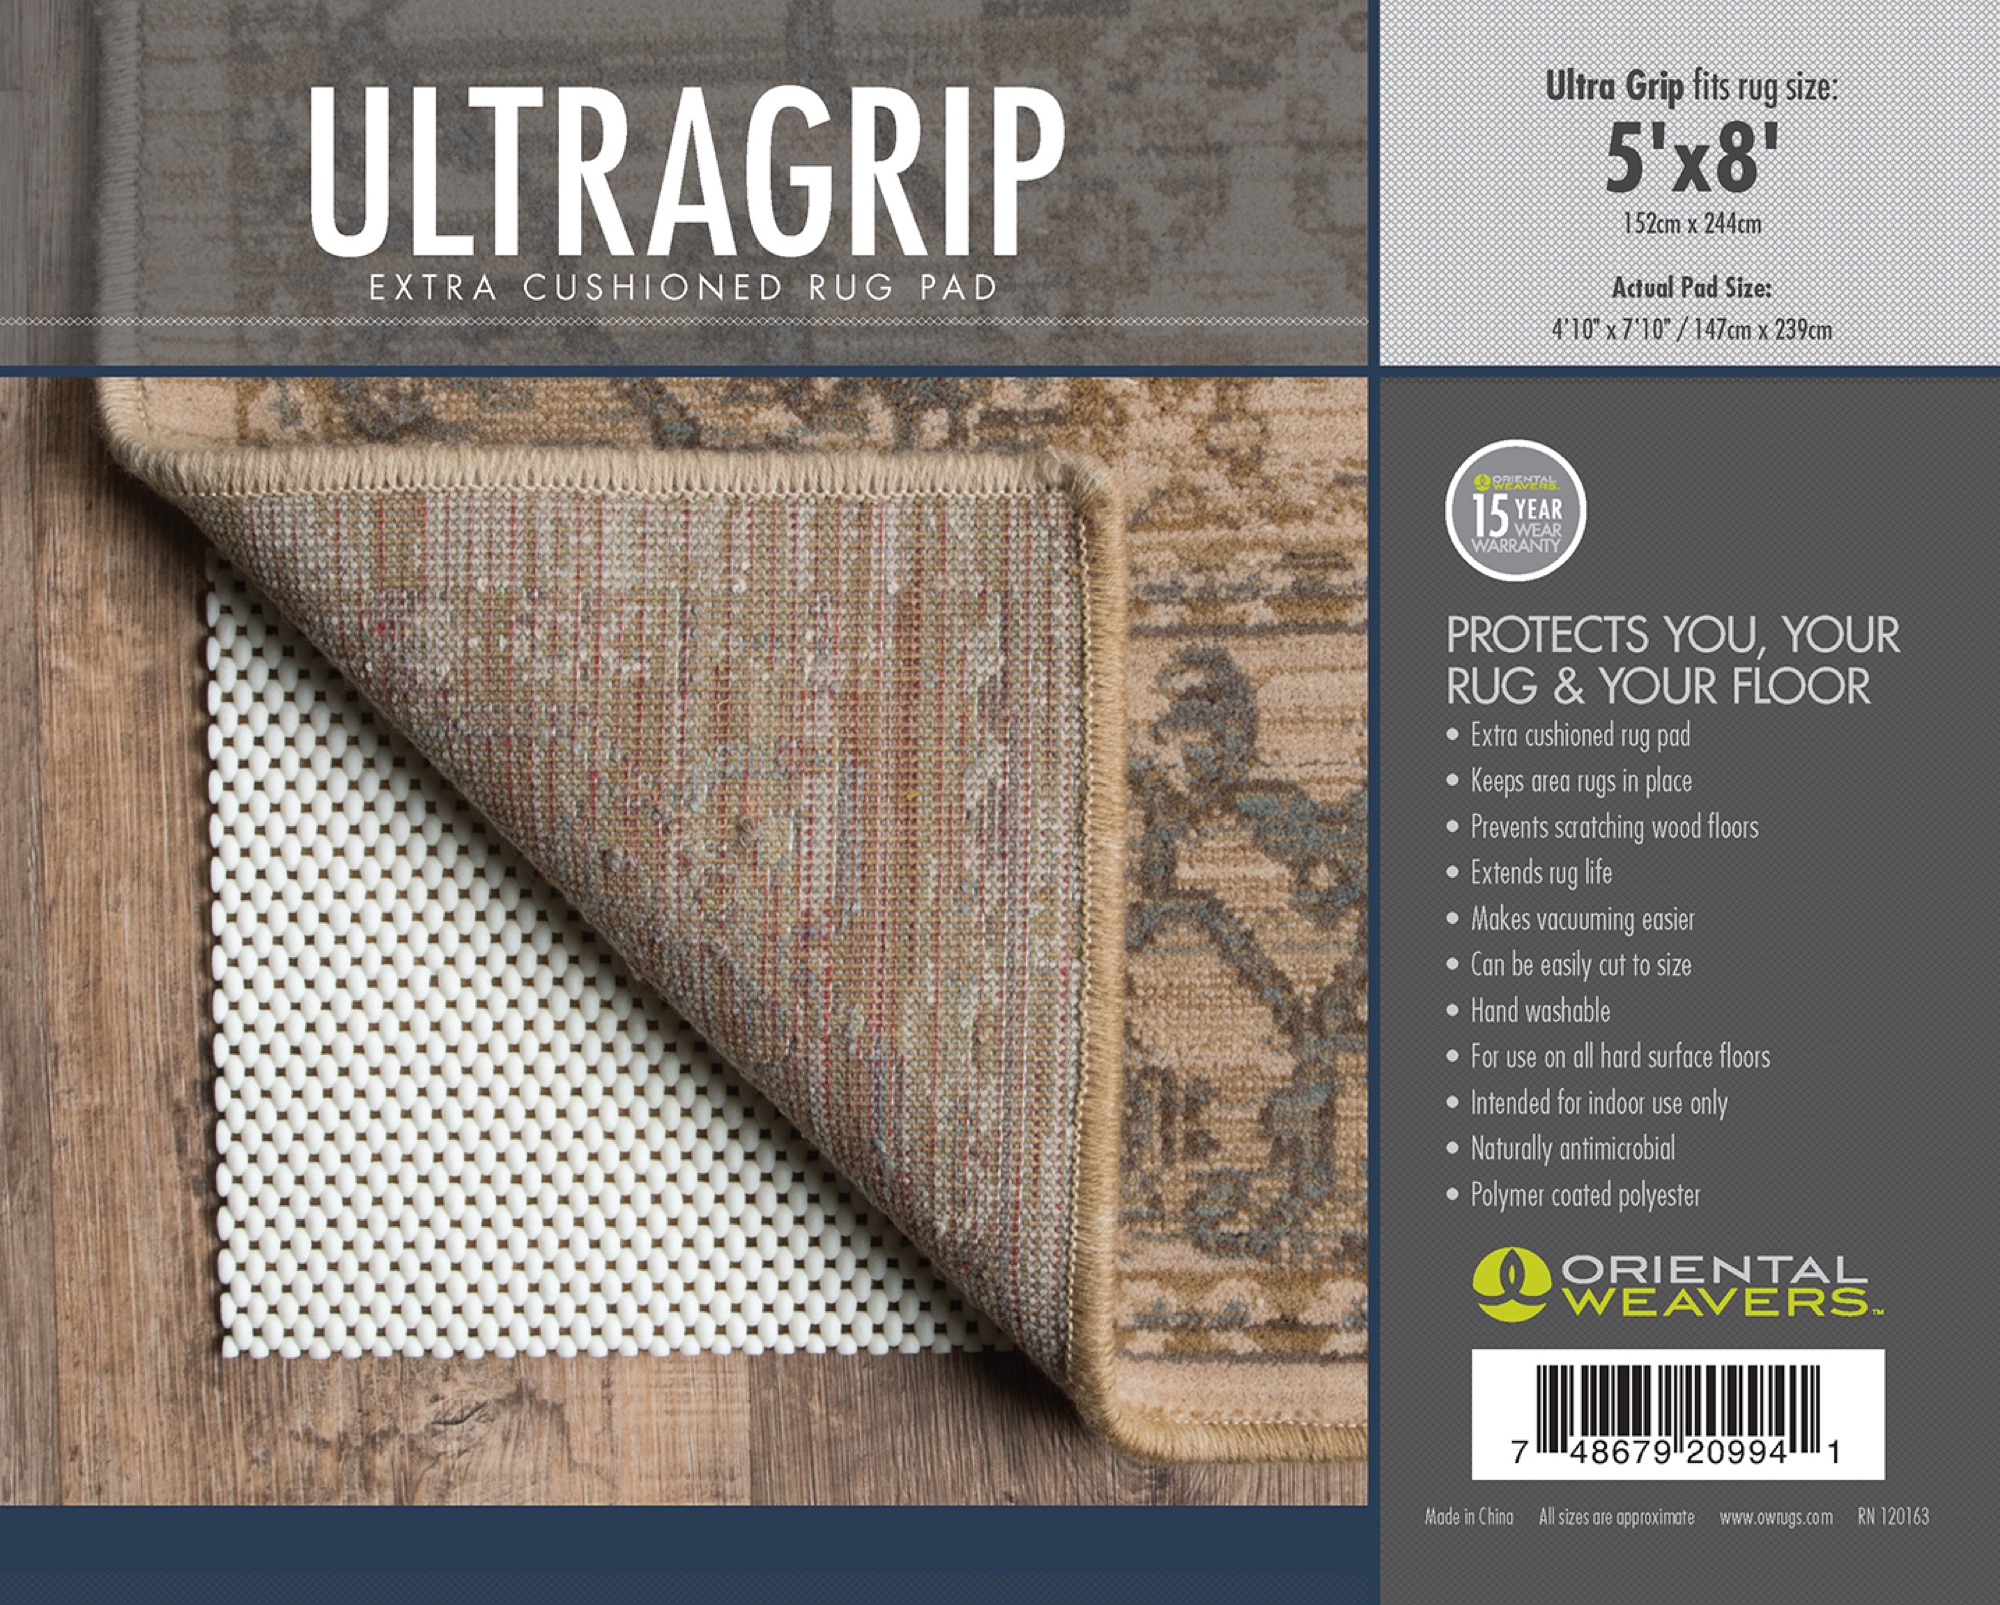 ULTRAGRIP
EXTRA CUSHIONED RUG PAD
Ultra Grip fits rug size:
5'x8'
152cm x 244cm
Actual Pad Size:
4'10" x 7'10" / 147cm x 239cm
ORIENTAL
WEAVERS™
15 YEAR
WEAR
WARRANTY
PROTECTS YOU, YOUR
RUG & YOUR FLOOR
• Extra cushioned rug pad
• Keeps area rugs in place
• Prevents scratching wood floors
• Extends rug life
• Makes vacuuming easier
• Can be easily cut to size
• Hand washable
• For use on all hard surface floors
• Intended for indoor use only
• Naturally antimicrobial
• Polymer coated polyester
ORIENTAL
WEAVERS™
7 48679 20994 1
Made in China All sizes are approximate www.owrugs.com RN 120163